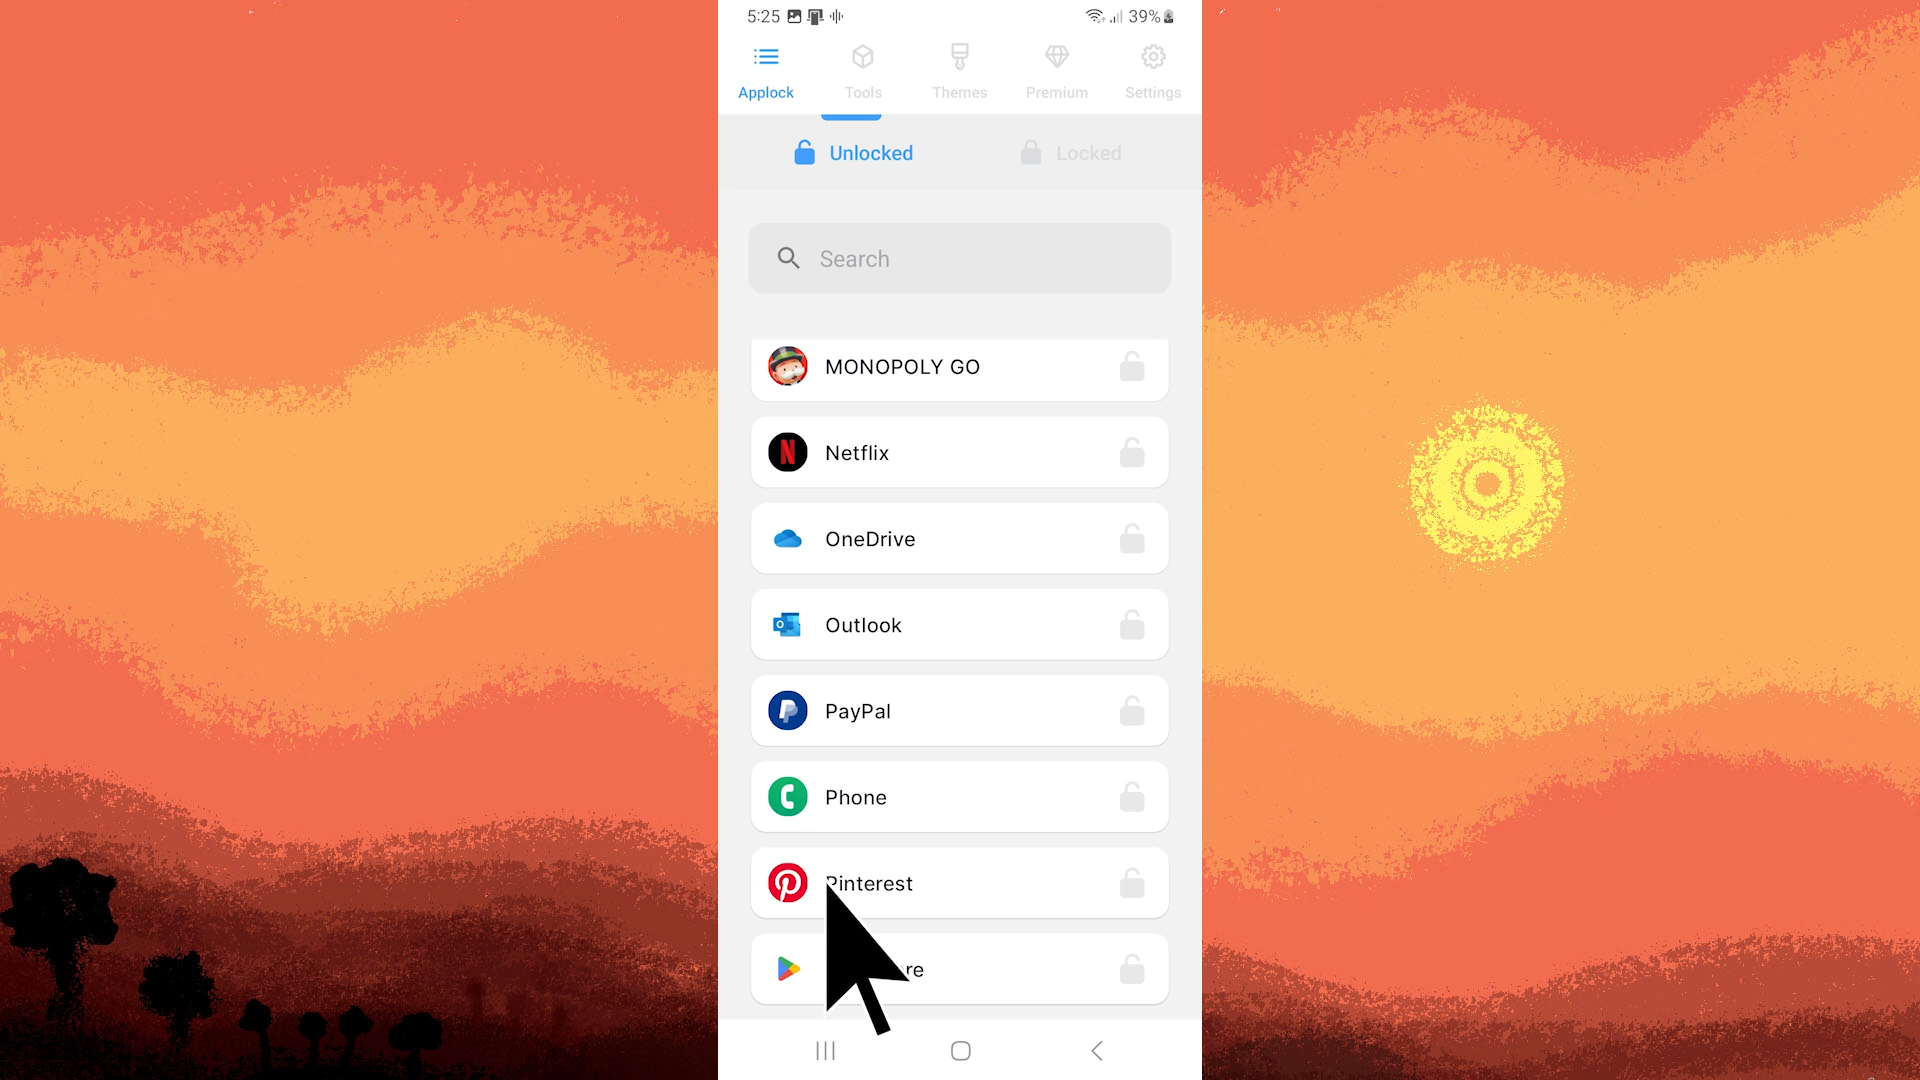 5:25 39%
Applock Tools Themes Premium Settings
Unlocked Locked
Search
MONOPOLY GO
Netflix
OneDrive
Outlook
PayPal
Phone
Pinterest
re